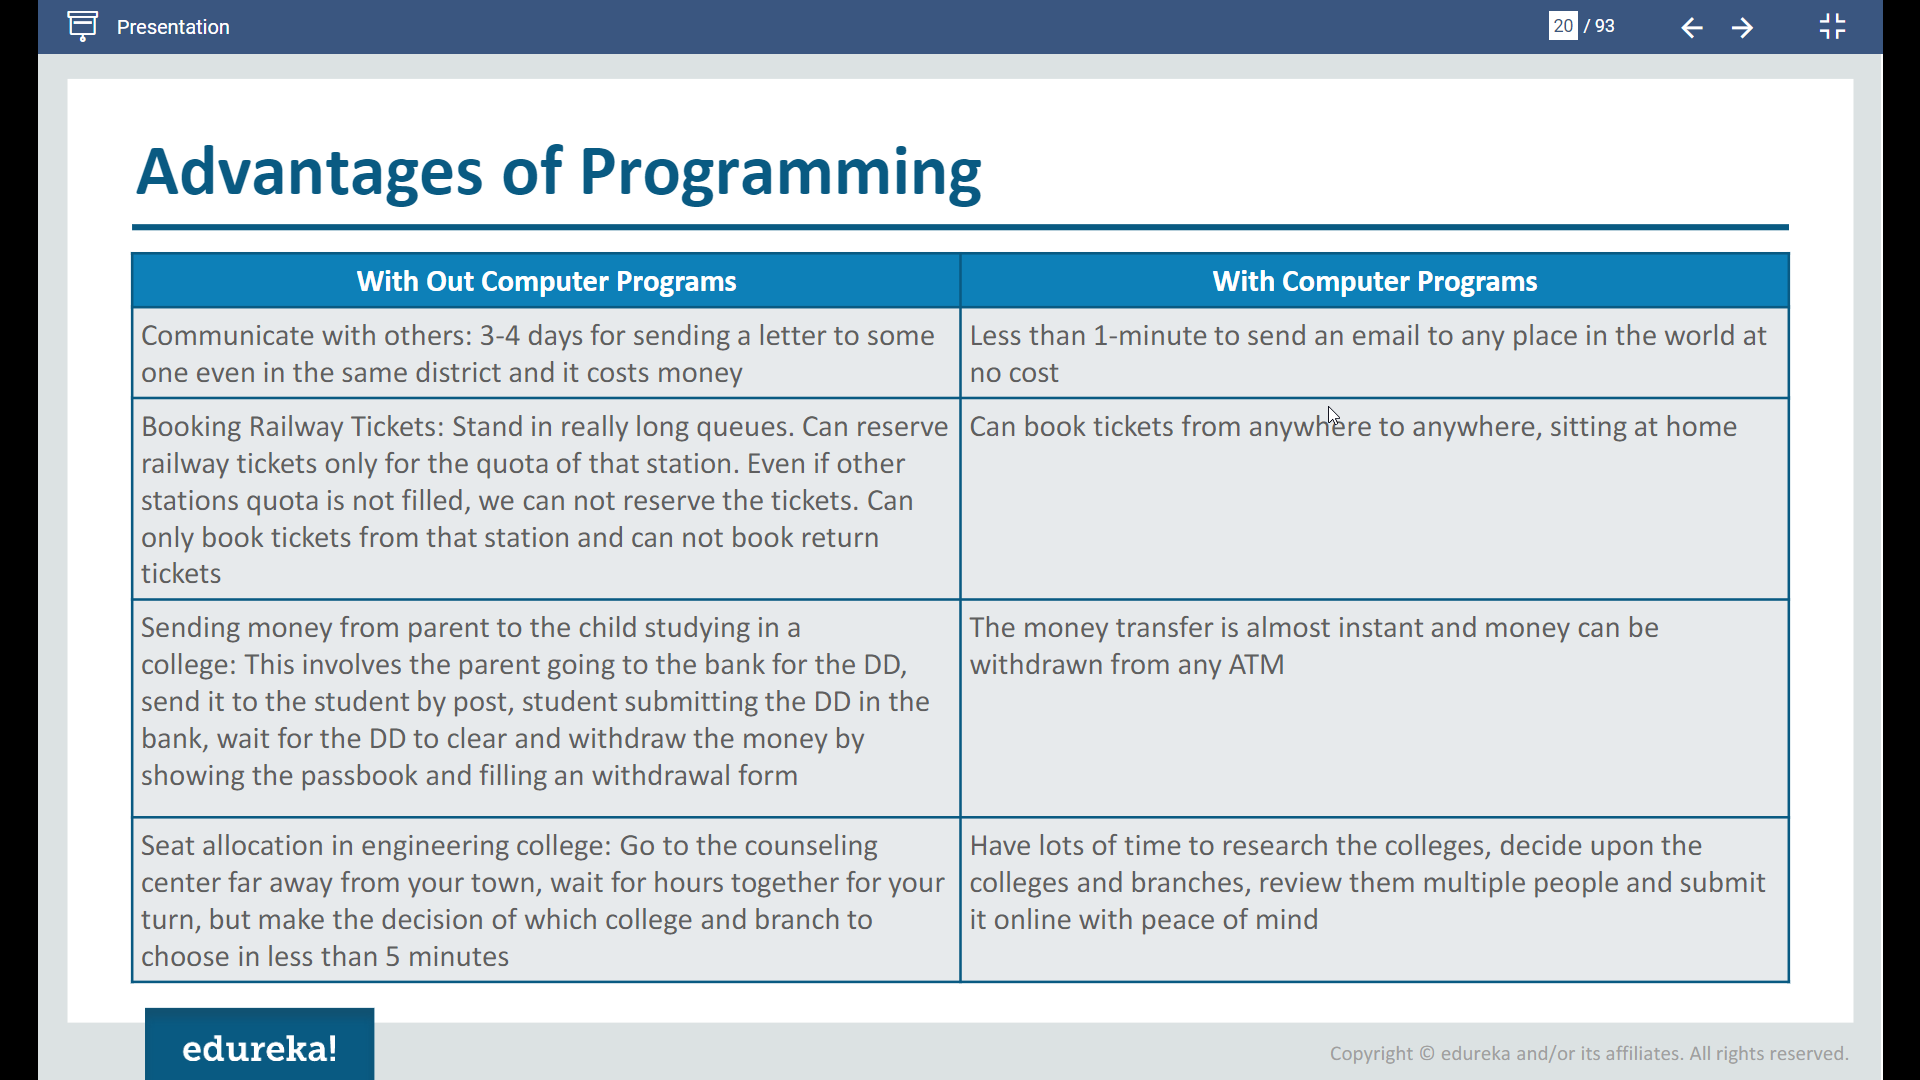 Presentation
20 / 93
Advantages of Programming
With Out Computer Programs
With Computer Programs
Communicate with others: 3-4 days for sending a letter to some
one even in the same district and it costs money
Less than 1-minute to send an email to any place in the world at
no cost
Booking Railway Tickets: Stand in really long queues. Can reserve
railway tickets only for the quota of that station. Even if other
stations quota is not filled, we can not reserve the tickets. Can
only book tickets from that station and can not book return
tickets
Can book tickets from anywhere to anywhere, sitting at home
Sending money from parent to the child studying in a
college: This involves the parent going to the bank for the DD,
send it to the student by post, student submitting the DD in the
bank, wait for the DD to clear and withdraw the money by
showing the passbook and filling an withdrawal form
The money transfer is almost instant and money can be
withdrawn from any ATM
Seat allocation in engineering college: Go to the counseling
center far away from your town, wait for hours together for your
turn, but make the decision of which college and branch to
choose in less than 5 minutes
Have lots of time to research the colleges, decide upon the
colleges and branches, review them multiple people and submit
it online with peace of mind
edureka!
Copyright © edureka and/or its affiliates. All rights reserved.